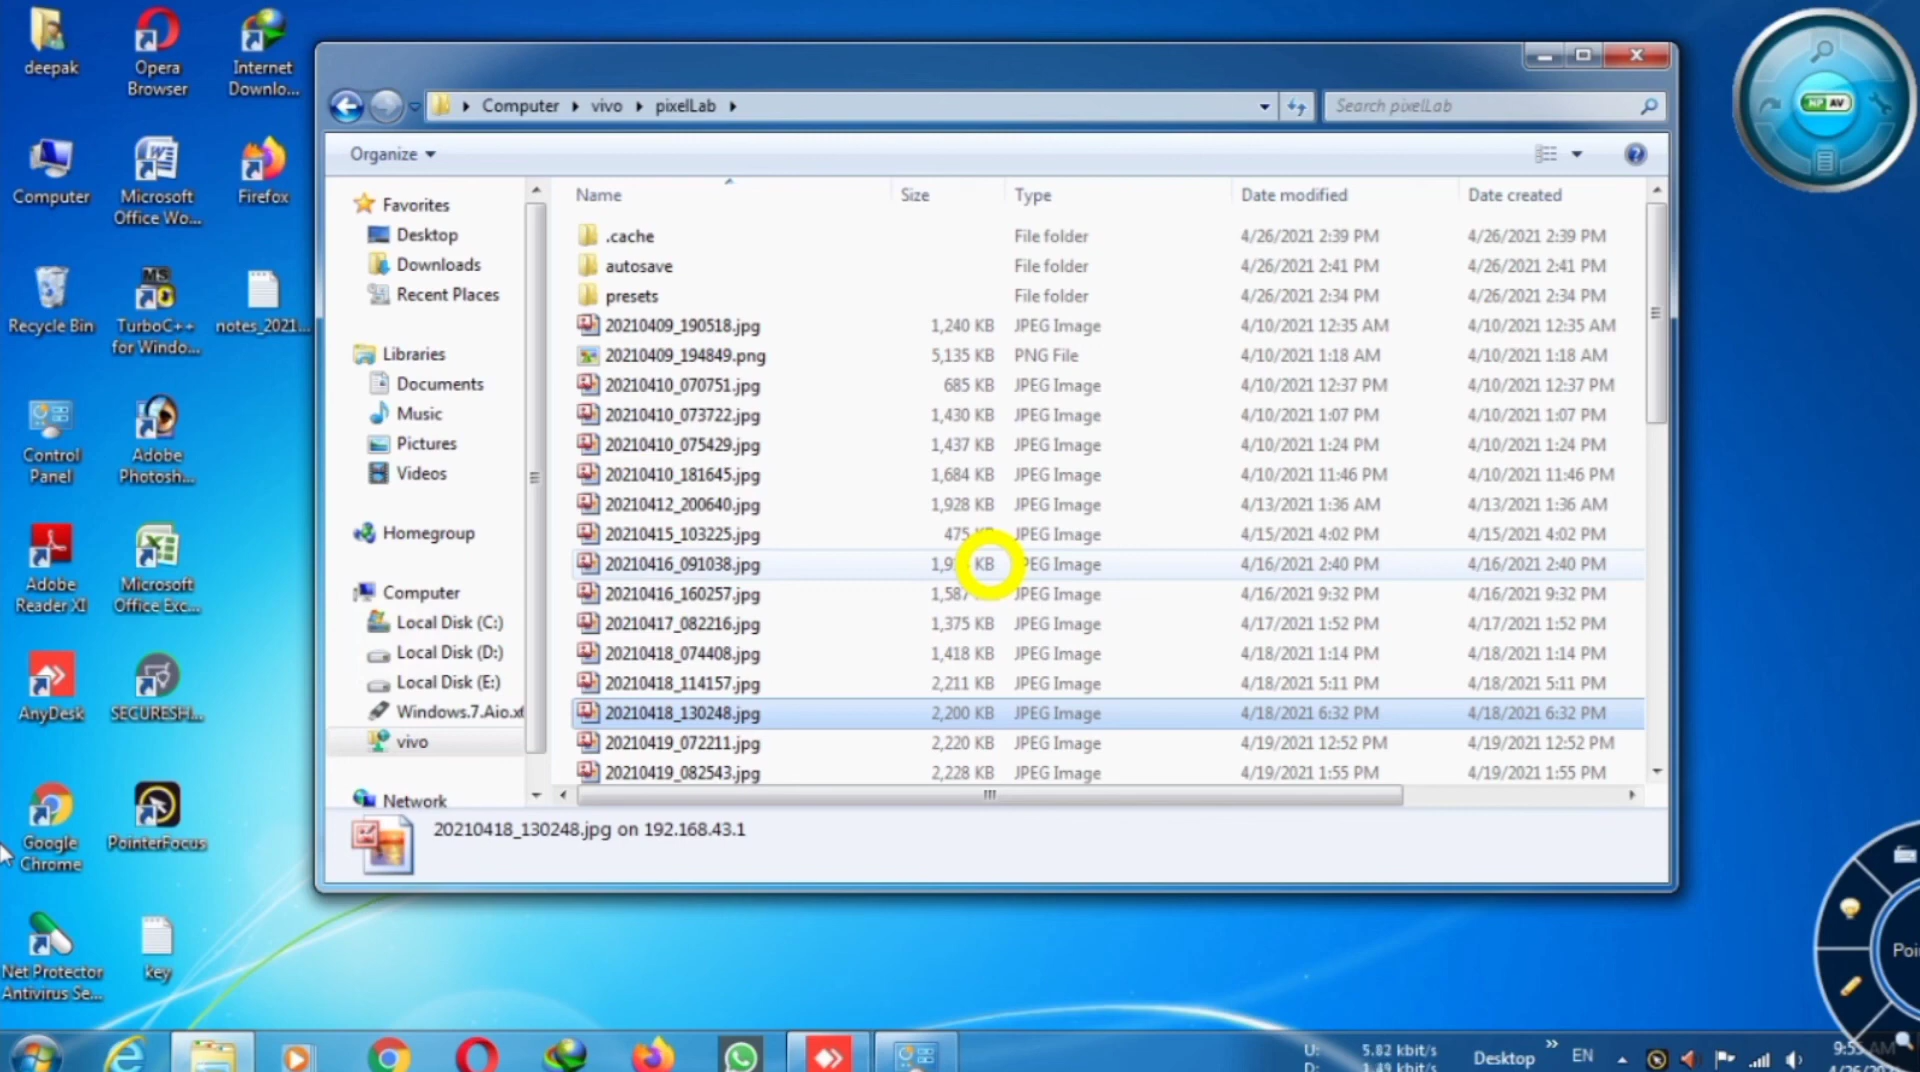 deepak
Opera
Browser
Internet
Downlo...
Computer
Microsoft
Office Wo...
Firefox
Recycle Bin
MS
TurboC++
for Windo...
notes_2021...
Control
Panel
Adobe
Photosh...
Adobe
Reader XI
Microsoft
Office Exc...
AnyDesk
SECURESH...
Google
Chrome
PointerFocus
Net Protector
Antivirus Se...
key
Computer vivo pixelLab
Search pixelLab
Organize
Favorites
Desktop
Downloads
Recent Places
Libraries
Documents
Music
Pictures
Videos
Homegroup
Computer
Local Disk (C:)
Local Disk (D:)
Local Disk (E:)
Windows.7.Aio.x
vivo
Network
Name Size Type Date modified Date created
.cache File folder 4/26/2021 2:39 PM 4/26/2021 2:39 PM
autosave File folder 4/26/2021 2:41 PM 4/26/2021 2:41 PM
presets File folder 4/26/2021 2:34 PM 4/26/2021 2:34 PM
20210409_190518.jpg 1,240 KB JPEG Image 4/10/2021 12:35 AM 4/10/2021 12:35 AM
20210409_194849.png 5,135 KB PNG File 4/10/2021 1:18 AM 4/10/2021 1:18 AM
20210410_070751.jpg 685 KB JPEG Image 4/10/2021 12:37 PM 4/10/2021 12:37 PM
20210410_073722.jpg 1,430 KB JPEG Image 4/10/2021 1:07 PM 4/10/2021 1:07 PM
20210410_075429.jpg 1,437 KB JPEG Image 4/10/2021 1:24 PM 4/10/2021 1:24 PM
20210410_181645.jpg 1,684 KB JPEG Image 4/10/2021 11:46 PM 4/10/2021 11:46 PM
20210412_200640.jpg 1,928 KB JPEG Image 4/13/2021 1:36 AM 4/13/2021 1:36 AM
20210415_103225.jpg 475 KB JPEG Image 4/15/2021 4:02 PM 4/15/2021 4:02 PM
20210416_091038.jpg KB JPEG Image 4/16/2021 2:40 PM 4/16/2021 2:40 PM
20210416_160257.jpg 1,587 JPEG Image 4/16/2021 9:32 PM 4/16/2021 9:32 PM
20210417_082216.jpg 1,375 KB JPEG Image 4/17/2021 1:52 PM 4/17/2021 1:52 PM
20210418_074408.jpg 1,418 KB JPEG Image 4/18/2021 1:14 PM 4/18/2021 1:14 PM
20210418_114157.jpg 2,211 KB JPEG Image 4/18/2021 5:11 PM 4/18/2021 5:11 PM
20210418_130248.jpg 2,200 KB JPEG Image 4/18/2021 6:32 PM 4/18/2021 6:32 PM
20210419_072211.jpg 2,220 KB JPEG Image 4/19/2021 12:52 PM 4/19/2021 12:52 PM
20210419_082543.jpg 2,228 KB JPEG Image 4/19/2021 1:55 PM 4/19/2021 1:55 PM
20210418_130248.jpg on 192.168.43.1
NP AV
Poi
U: 5.82 kbit/s
D: 1.49 kbit/s
Desktop
EN
9:55 AM